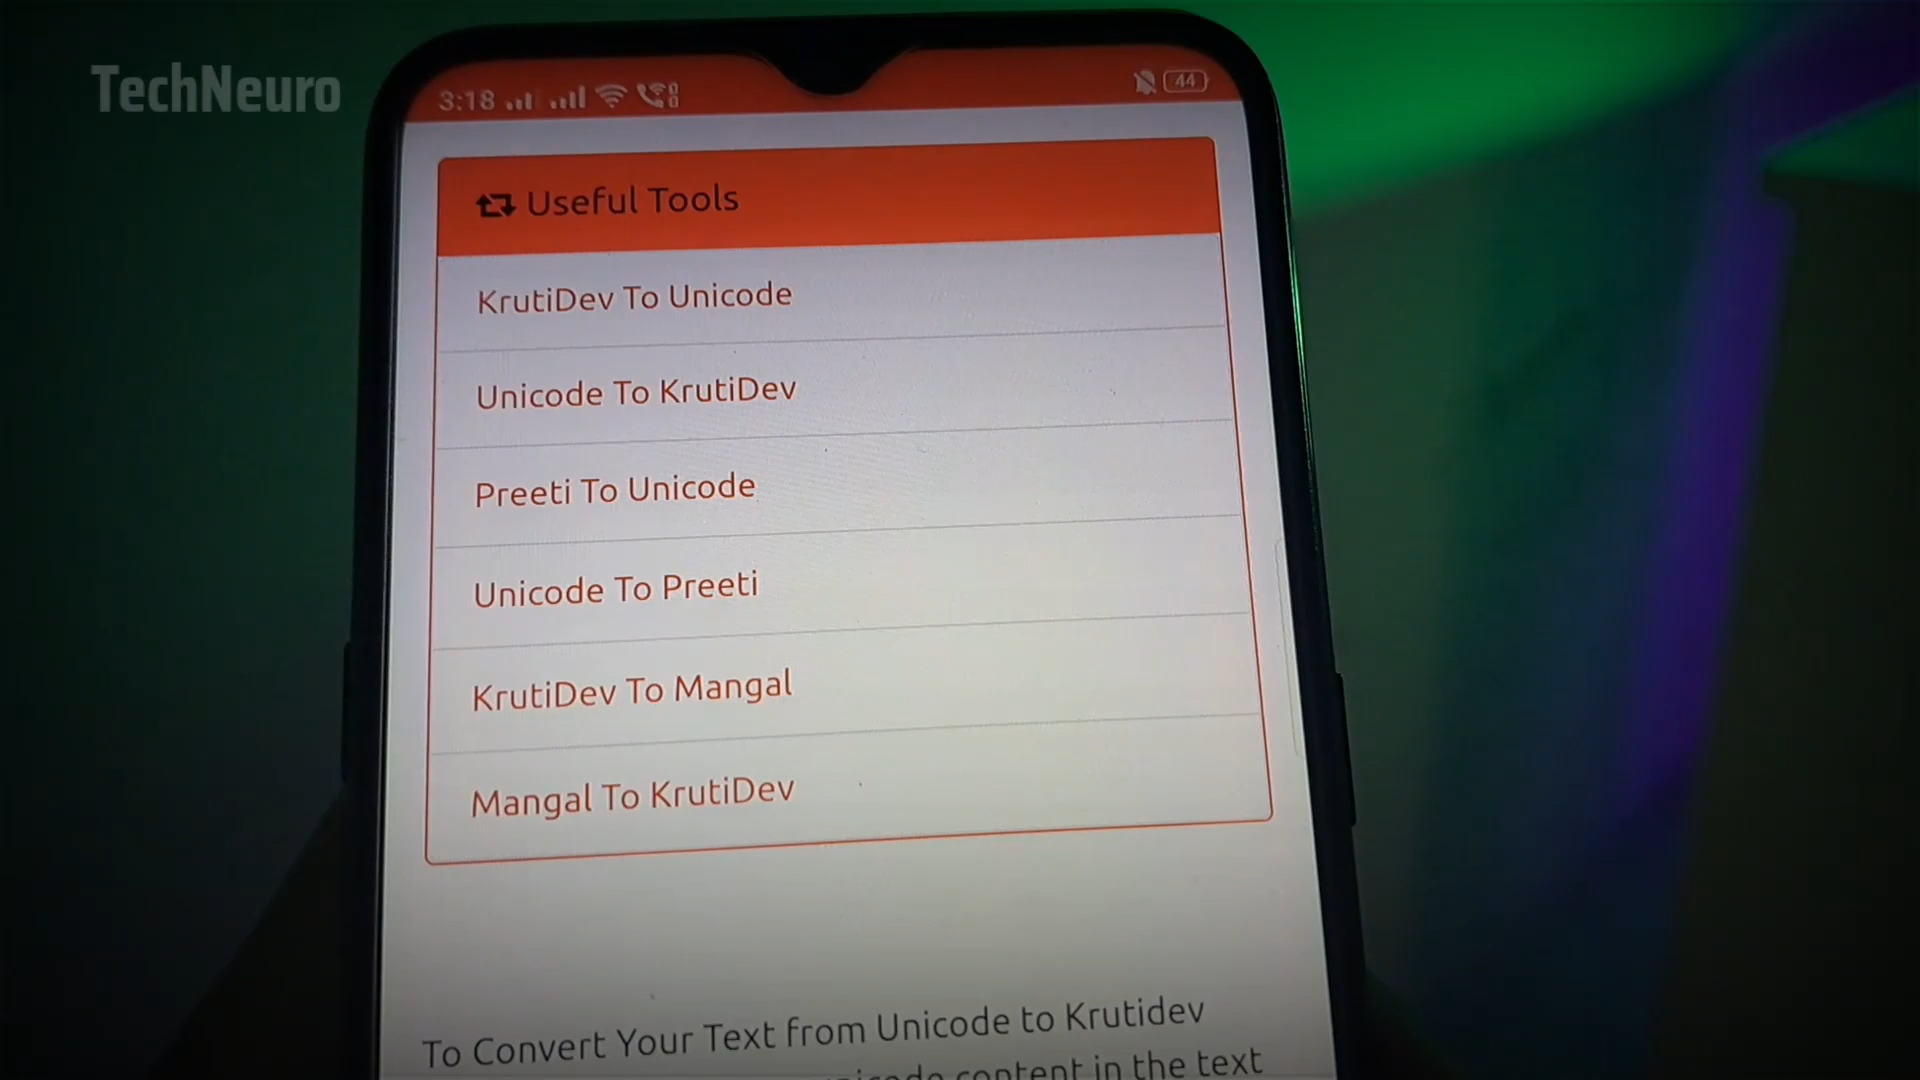 TechNeuro
3:18
44
Useful Tools
KrutiDev To Unicode
Unicode To KrutiDev
Preeti To Unicode
Unicode To Preeti
KrutiDev To Mangal
Mangal To KrutiDev
To Convert Your Text from Unicode to Krutidev
content in the text